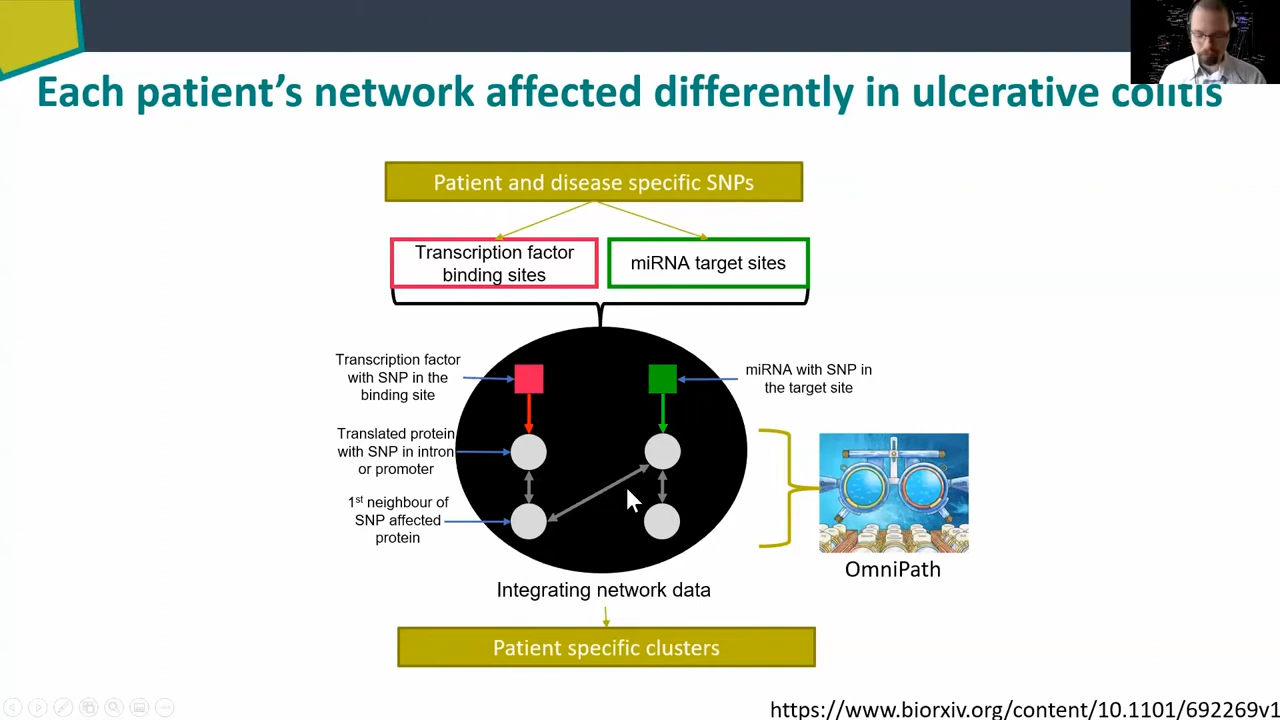 Each patient's network affected differently in ulcerative colitis
Patient and disease specific SNPs
Transcription factor
binding sites
miRNA target sites
Transcription factor
with SNP in the
binding site
miRNA with SNP in
the target site
Translated protein
with SNP in intron
or promoter
1st neighbour of
SNP affected
protein
OmniPath
Integrating network data
Patient specific clusters
https://www.biorxiv.org/content/10.1101/692269v1